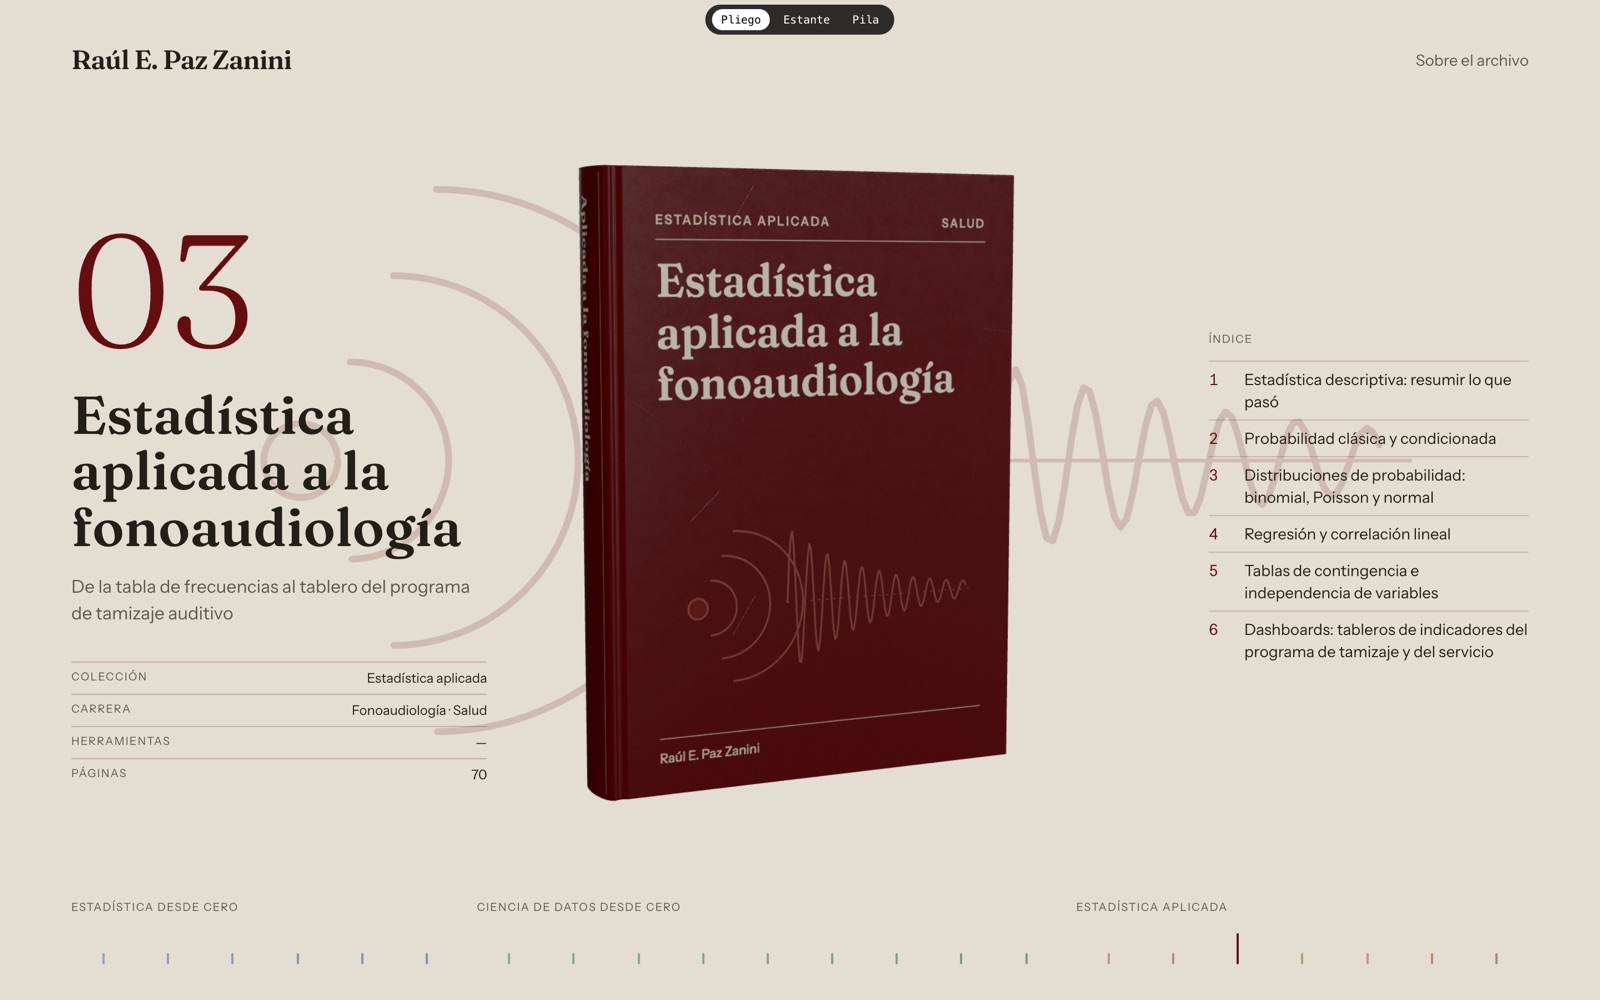 Pliego Estante Pila
Raúl E. Paz Zanini
Sobre el archivo
03
Estadística
aplicada a la
fonoaudiología
De la tabla de frecuencias al tablero del programa
de tamizaje auditivo
COLECCIÓN Estadística aplicada
CARRERA Fonoaudiología · Salud
HERRAMIENTAS —
PÁGINAS 70
Aplicada a la fonoaudiología
ESTADÍSTICA APLICADA SALUD
Estadística
aplicada a la
fonoaudiología
Raúl E. Paz Zanini
ÍNDICE
1 Estadística descriptiva: resumir lo que
pasó
2 Probabilidad clásica y condicionada
3 Distribuciones de probabilidad:
binomial, Poisson y normal
4 Regresión y correlación lineal
5 Tablas de contingencia e
independencia de variables
6 Dashboards: tableros de indicadores del
programa de tamizaje y del servicio
ESTADÍSTICA DESDE CERO
CIENCIA DE DATOS DESDE CERO
ESTADÍSTICA APLICADA